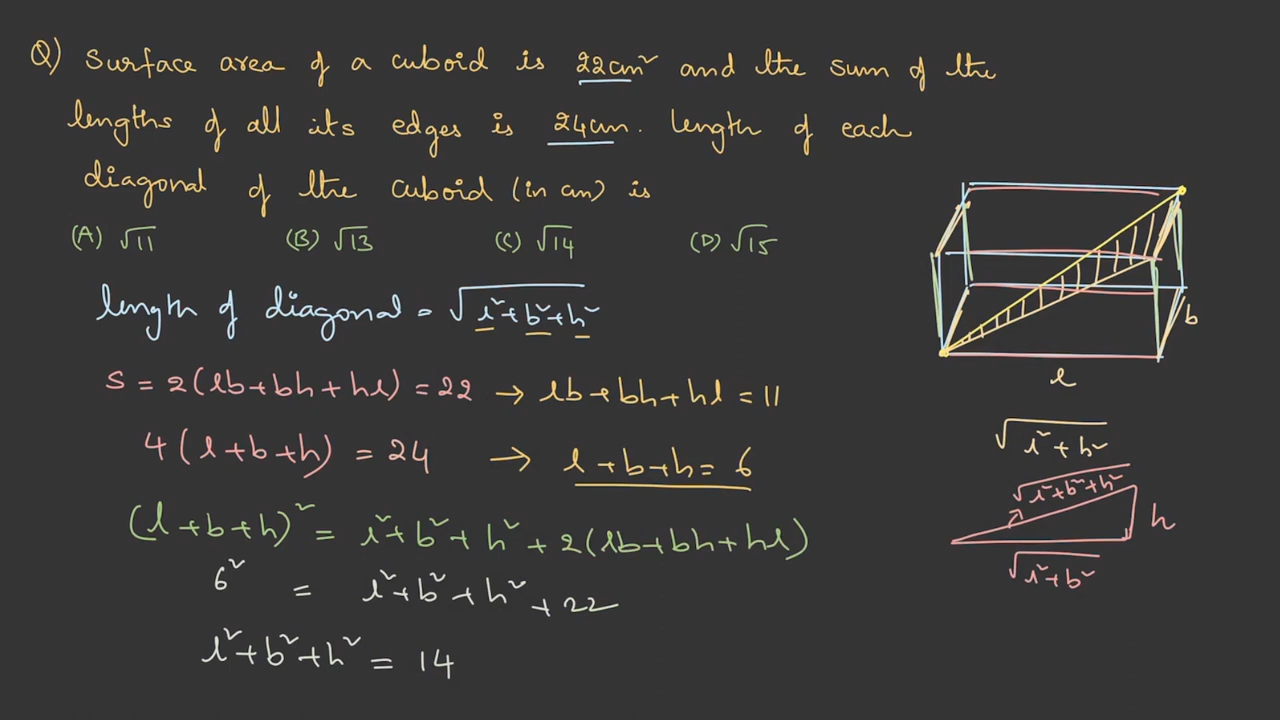 Q) Surface area of a cuboid is 22cm² and the sum of the
lengths of all its edges is 24cm. Length of each
diagonal of the cuboid (in cm) is
(A) √11 (B) √13 (C) √14 (D) √15
length of diagonal = √(l²+b²+h²)
S = 2(lb+bh+hl) = 22 → lb+bh+hl = 11
4(l+b+h) = 24 → l+b+h = 6
(l+b+h)² = l²+b²+h²+2(lb+bh+hl)
6² = l²+b²+h²+22
l²+b²+h² = 14
b
l
√(l²+b²)
√(l²+b²+h²)
h
√(l²+b²)